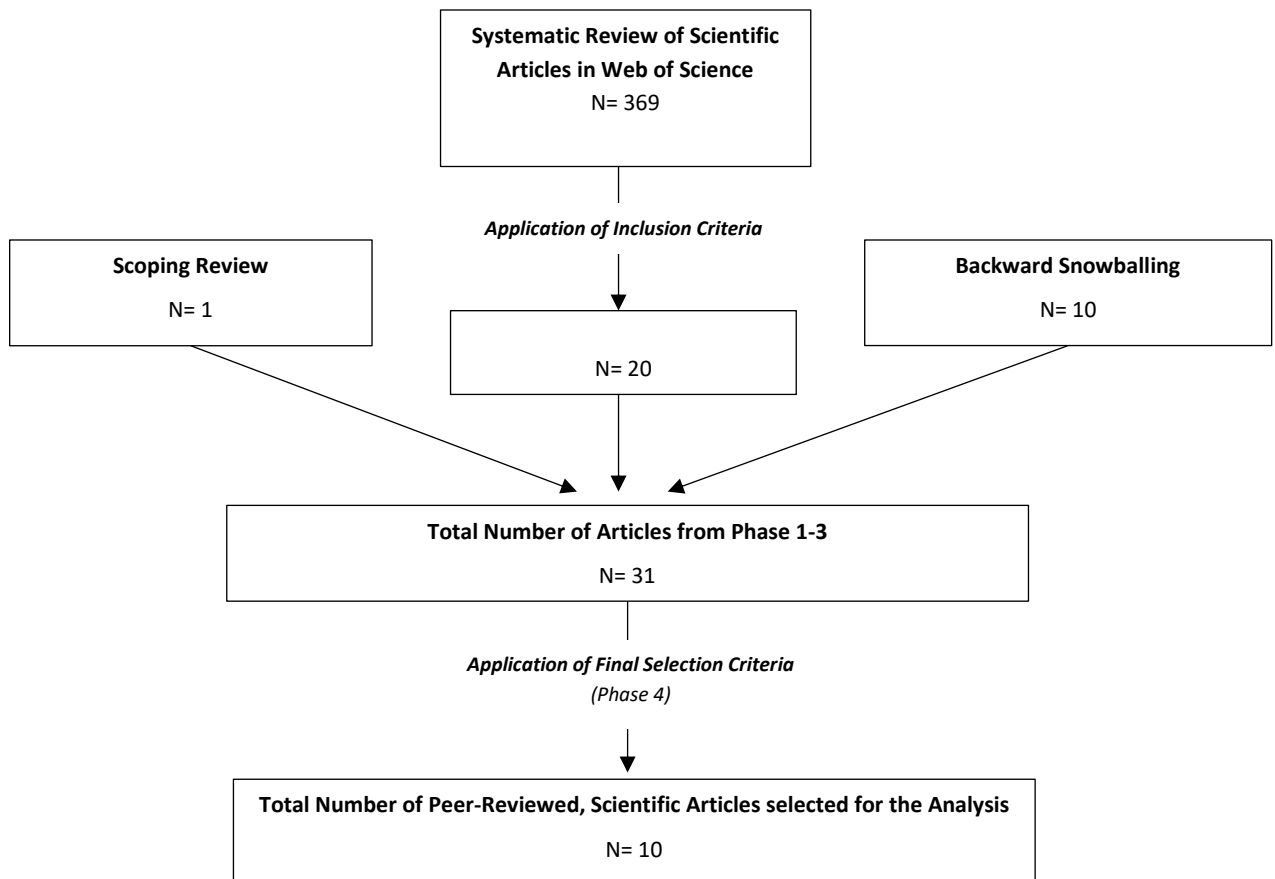 Systematic Review of Scientific
Articles in Web of Science
N= 369
Application of Inclusion Criteria
Scoping Review
N= 1
Backward Snowballing
N= 10
N= 20
Total Number of Articles from Phase 1-3
N= 31
Application of Final Selection Criteria
(Phase 4)
Total Number of Peer-Reviewed, Scientific Articles selected for the Analysis
N= 10